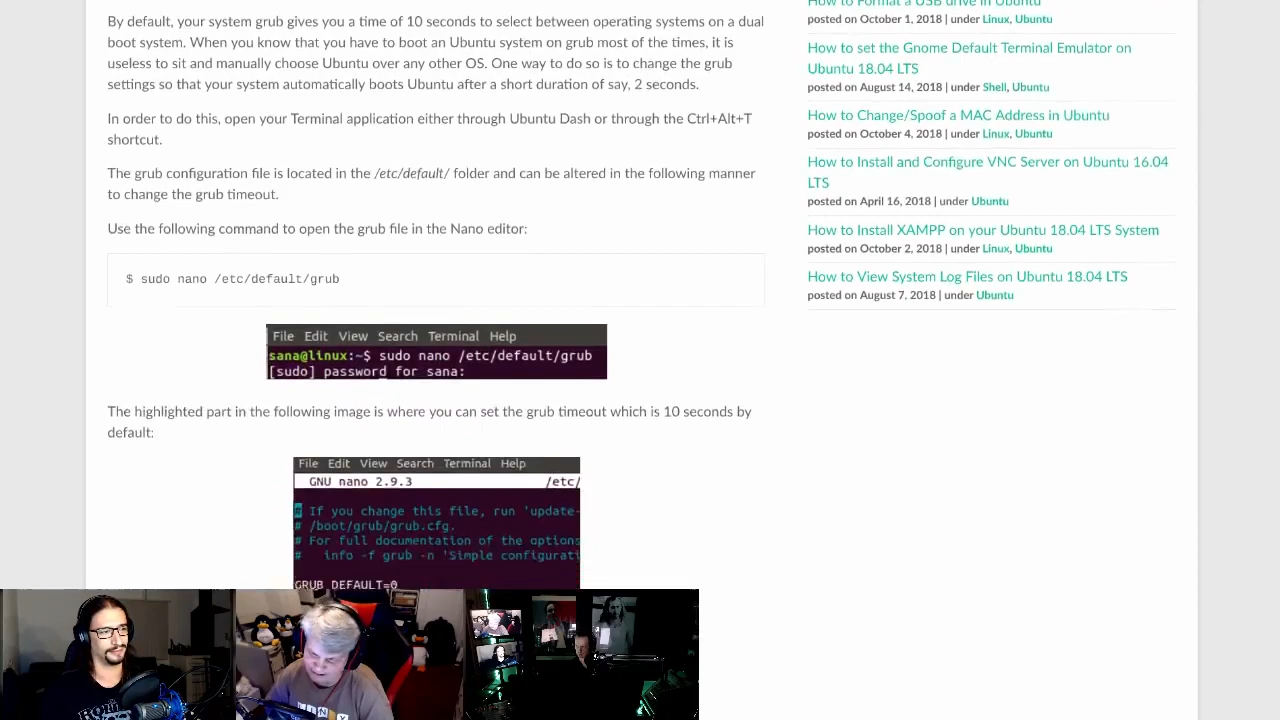 By default, your system grub gives you a time of 10 seconds to select between operating systems on a dual
boot system. When you know that you have to boot an Ubuntu system on grub most of the times, it is
useless to sit and manually choose Ubuntu over any other OS. One way to do so is to change the grub
settings so that your system automatically boots Ubuntu after a short duration of say, 2 seconds.
In order to do this, open your Terminal application either through Ubuntu Dash or through the Ctrl+Alt+T
shortcut.
The grub configuration file is located in the /etc/default/ folder and can be altered in the following manner
to change the grub timeout.
Use the following command to open the grub file in the Nano editor:
$ sudo nano /etc/default/grub
File Edit View Search Terminal Help
sana@linux:~$ sudo nano /etc/default/grub
[sudo] password for sana:
The highlighted part in the following image is where you can set the grub timeout which is 10 seconds by
default:
File Edit View Search Terminal Help
GNU nano 2.9.3 /etc/
# If you change this file, run 'update-
# /boot/grub/grub.cfg.
# For full documentation of the options
# info -f grub -n 'Simple configurati
GRUB_DEFAULT=0
How to Format a USB drive in Ubuntu
posted on October 1, 2018 | under Linux, Ubuntu
How to set the Gnome Default Terminal Emulator on
Ubuntu 18.04 LTS
posted on August 14, 2018 | under Shell, Ubuntu
How to Change/Spoof a MAC Address in Ubuntu
posted on October 4, 2018 | under Linux, Ubuntu
How to Install and Configure VNC Server on Ubuntu 16.04
LTS
posted on April 16, 2018 | under Ubuntu
How to Install XAMPP on your Ubuntu 18.04 LTS System
posted on October 2, 2018 | under Linux, Ubuntu
How to View System Log Files on Ubuntu 18.04 LTS
posted on August 7, 2018 | under Ubuntu